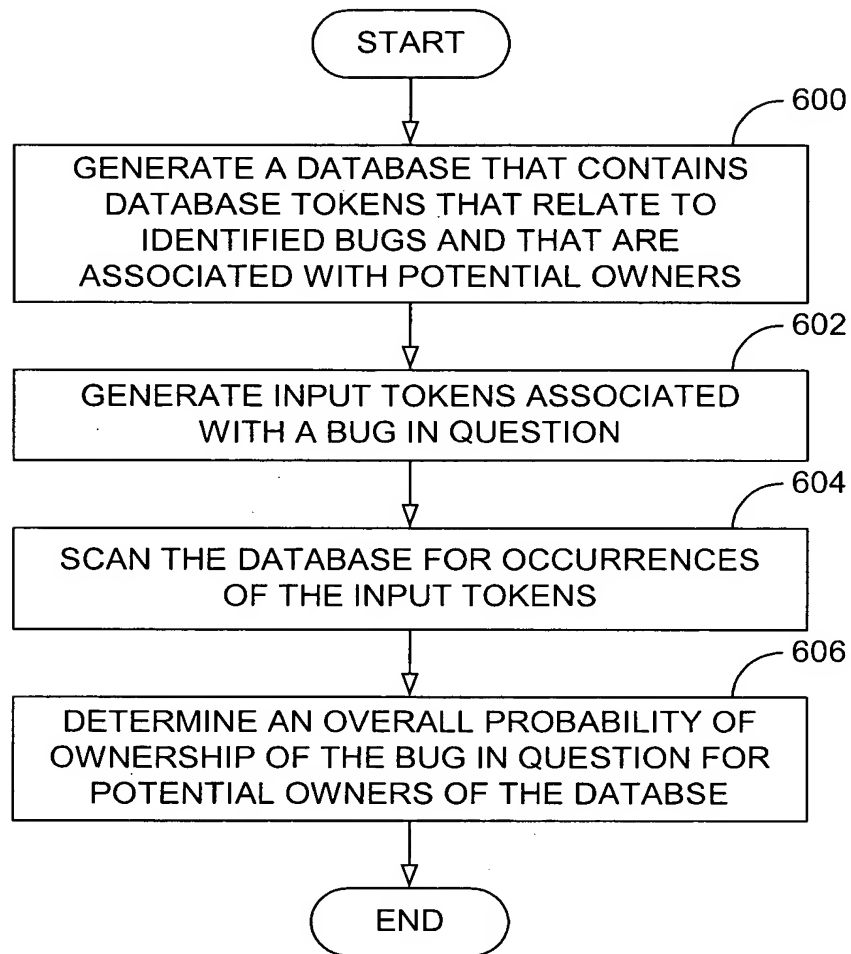 START
600
GENERATE A DATABASE THAT CONTAINS
DATABASE TOKENS THAT RELATE TO
IDENTIFIED BUGS AND THAT ARE
ASSOCIATED WITH POTENTIAL OWNERS
602
GENERATE INPUT TOKENS ASSOCIATED
WITH A BUG IN QUESTION
604
SCAN THE DATABASE FOR OCCURRENCES
OF THE INPUT TOKENS
606
DETERMINE AN OVERALL PROBABILITY OF
OWNERSHIP OF THE BUG IN QUESTION FOR
POTENTIAL OWNERS OF THE DATABSE
END